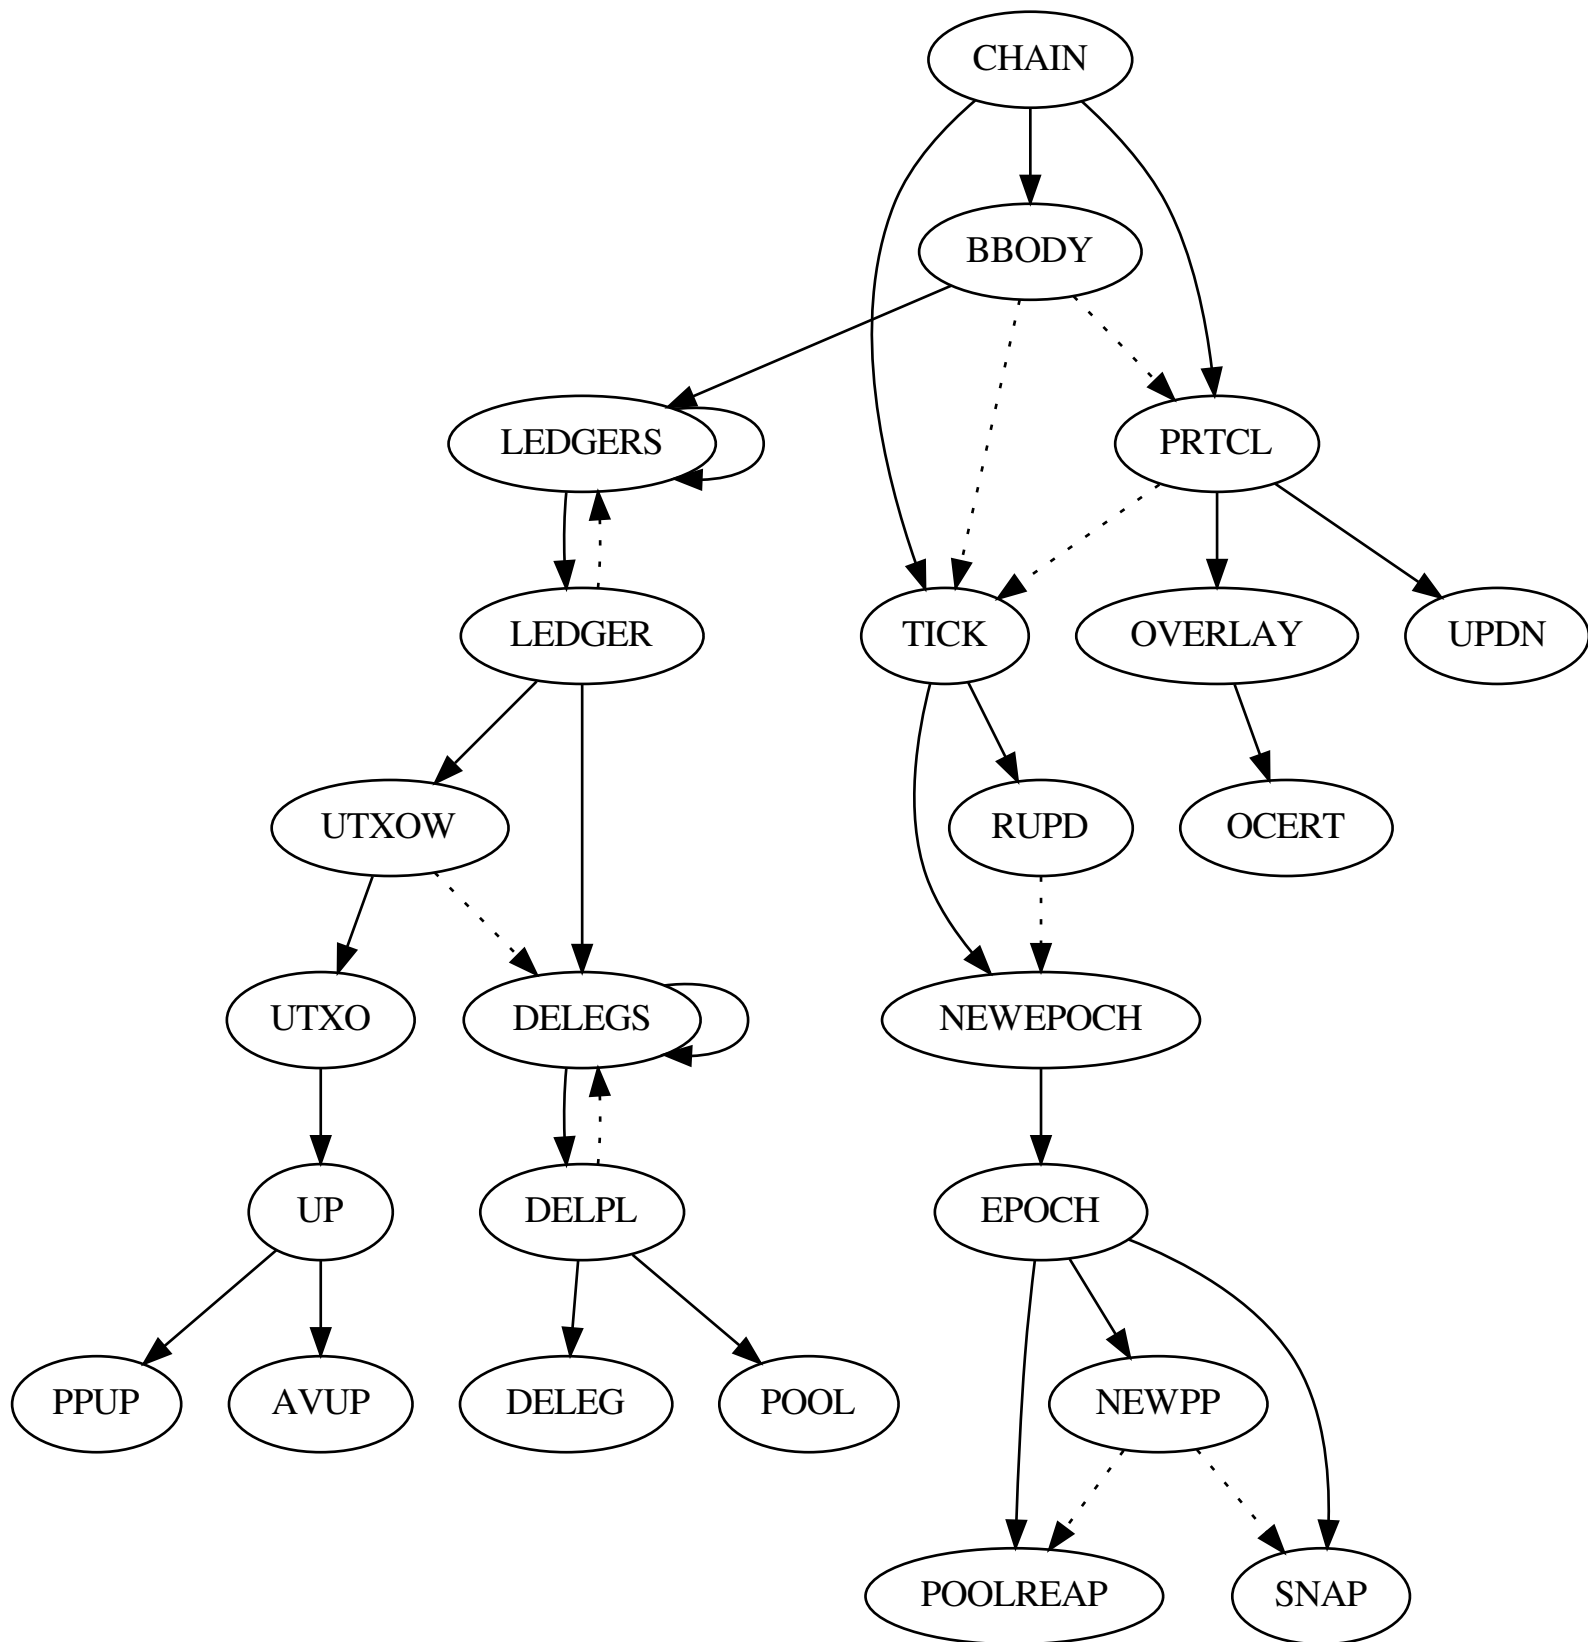 CHAIN
BBODY
LEDGERS
PRTCL
LEDGER
TICK
OVERLAY
UPDN
UTXOW
RUPD
OCERT
UTXO
DELEGS
NEWEPOCH
UP
DELPL
EPOCH
PPUP
AVUP
DELEG
POOL
NEWPP
POOLREAP
SNAP